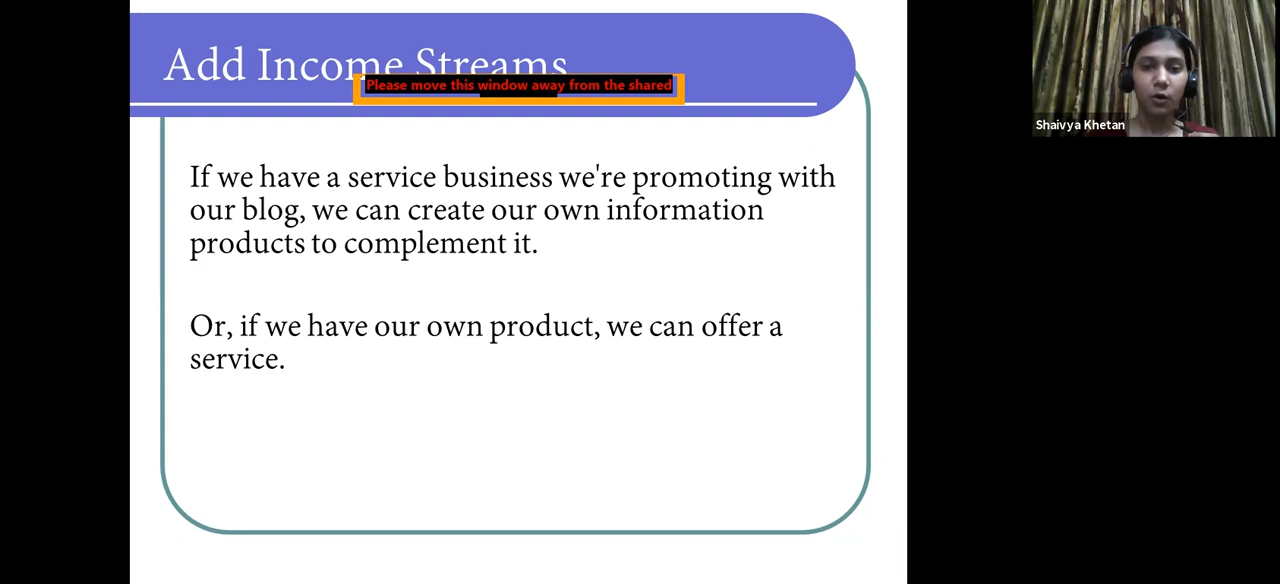 Add Income Streams
Please move this window away from the shared
Shaivya Khetan
If we have a service business we're promoting with
our blog, we can create our own information
products to complement it.
Or, if we have our own product, we can offer a
service.